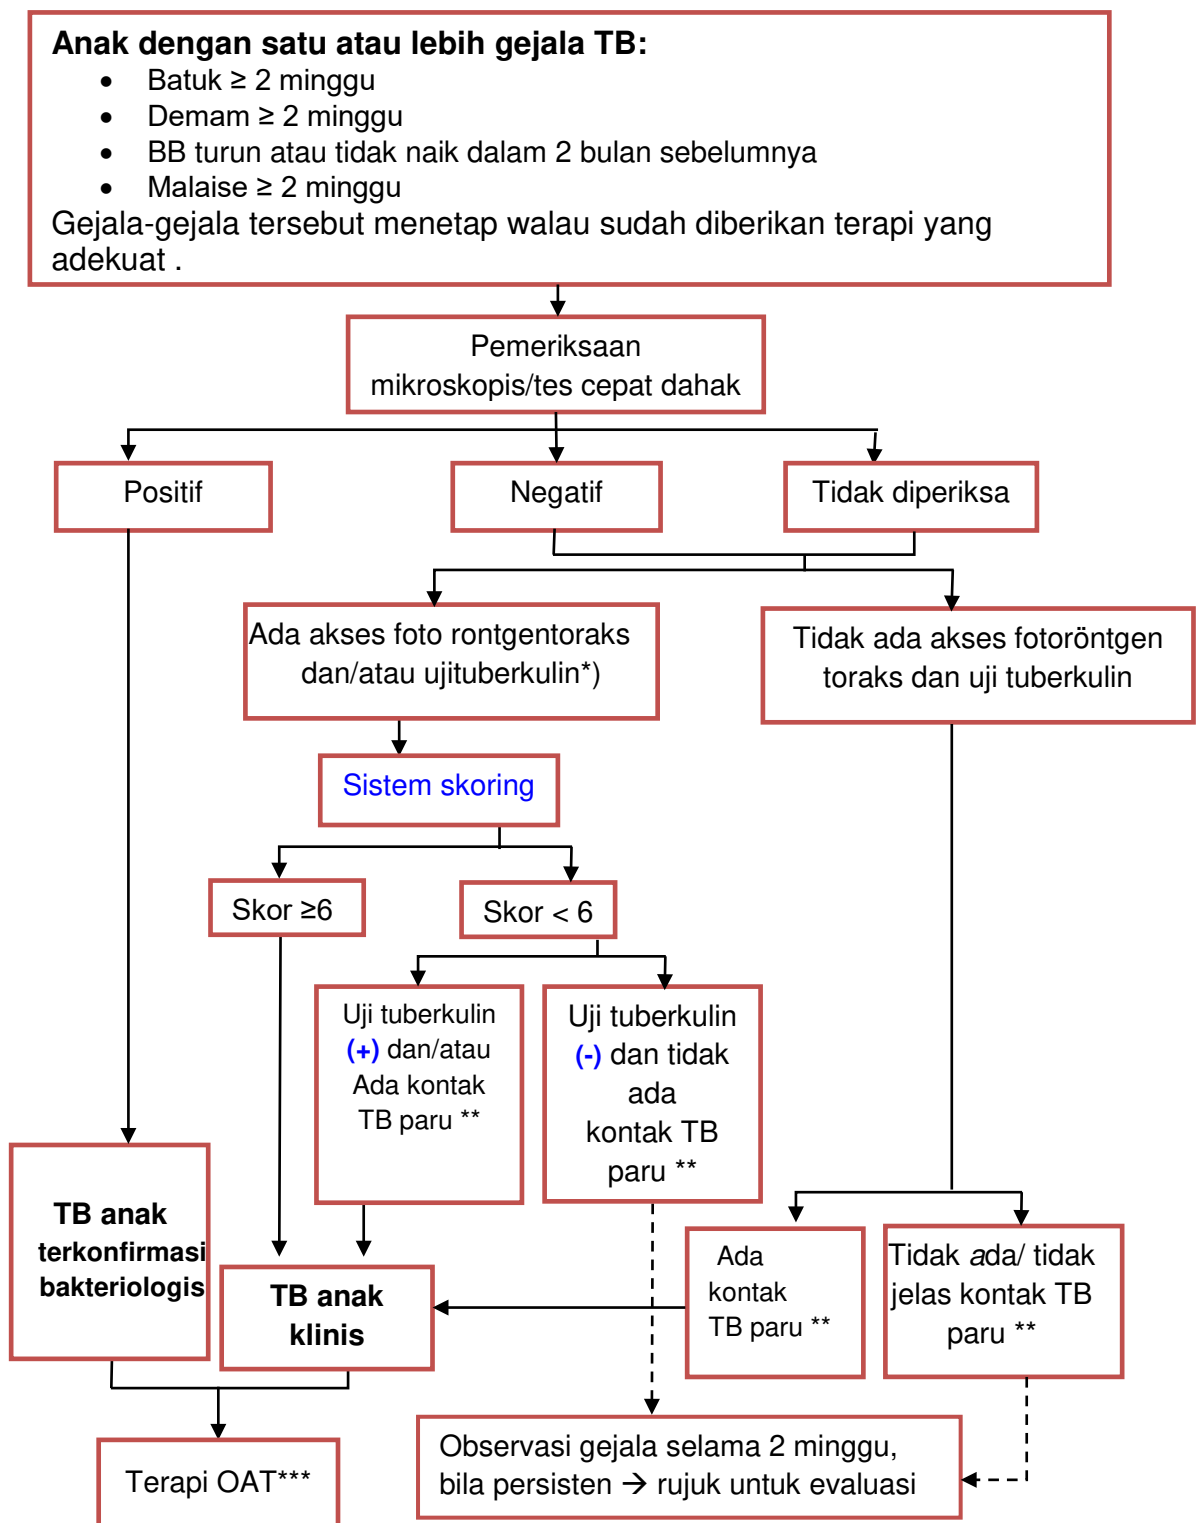 Anak dengan satu atau lebih gejala TB:
• Batuk ≥ 2 minggu
• Demam ≥ 2 minggu
• BB turun atau tidak naik dalam 2 bulan sebelumnya
• Malaise ≥ 2 minggu
Gejala-gejala tersebut menetap walau sudah diberikan terapi yang
adekuat .
Pemeriksaan
mikroskopis/tes cepat dahak
Positif
Negatif
Tidak diperiksa
Ada akses foto rontgentoraks
dan/atau ujituberkulin*)
Tidak ada akses fotoröntgen
toraks dan uji tuberkulin
Sistem skoring
Skor ≥6
Skor < 6
Uji tuberkulin
(+) dan/atau
Ada kontak
TB paru **
Uji tuberkulin
(-) dan tidak
ada
kontak TB
paru **
TB anak
terkonfirmasi
bakteriologis
TB anak
klinis
Ada
kontak
TB paru **
Tidak ada/ tidak
jelas kontak TB
paru **
Terapi OAT***
Observasi gejala selama 2 minggu,
bila persisten → rujuk untuk evaluasi